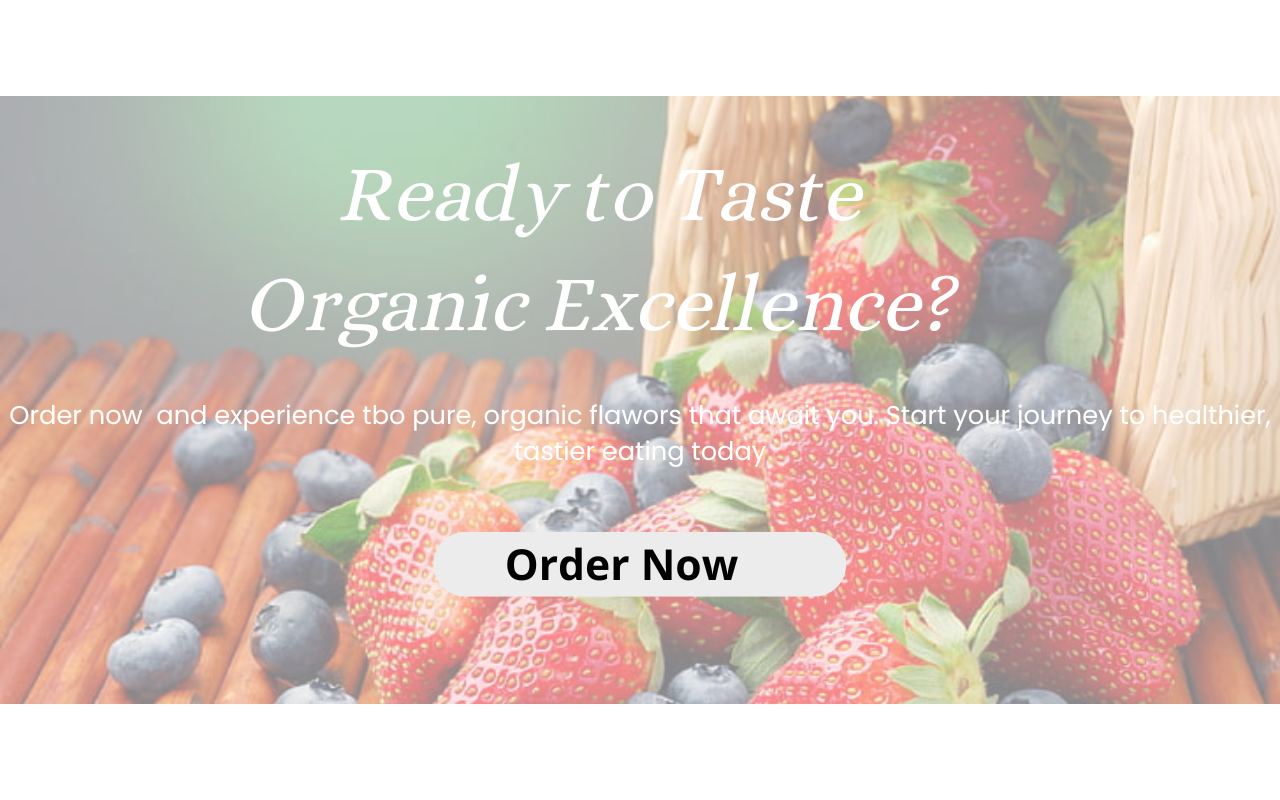 Ready to Taste
Organic Excellence?
Order now  and experience tbo pure, organic flawors that await you. Start your journey to healthier,
tastier eating today
Order Now